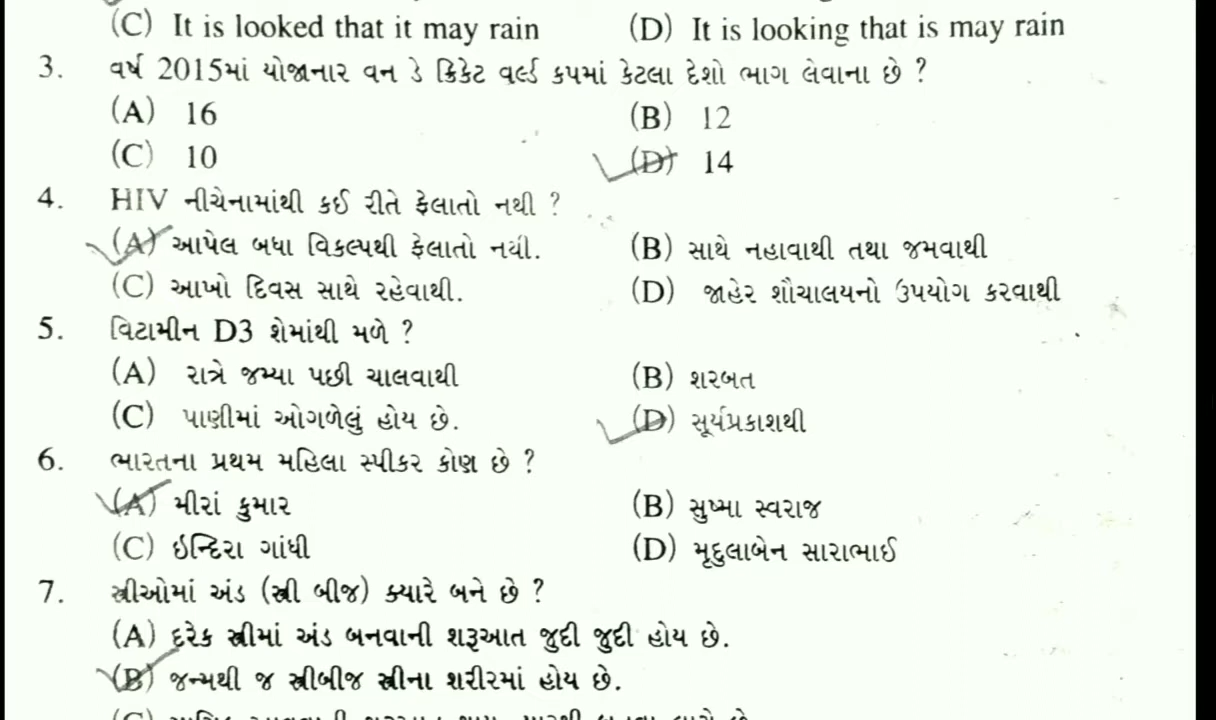 (C) It is looked that it may rain (D) It is looking that is may rain
3. વર્ષ 2015માં યોજાનાર વન ડે ક્રિકેટ વર્લ્ડ કપમાં કેટલા દેશો ભાગ લેવાના છે ?
(A) 16 (B) 12
(C) 10 (D) 14
4. HIV નીચેનામાંથી કઈ રીતે ફેલાતો નથી ?
(A) આપેલ બધા વિકલ્પથી ફેલાતો નથી. (B) સાથે નહાવાથી તથા જમવાથી
(C) આખો દિવસ સાથે રહેવાથી. (D) જાહેર શૌચાલયનો ઉપયોગ કરવાથી
5. વિટામીન D3 શેમાંથી મળે ?
(A) રાત્રે જમ્યા પછી ચાલવાથી (B) શરબત
(C) પાણીમાં ઓગળેલું હોય છે. (D) સૂર્યપ્રકાશથી
6. ભારતના પ્રથમ મહિલા સ્પીકર કોણ છે ?
(A) મીરાં કુમાર (B) સુષ્મા સ્વરાજ
(C) ઇન્દિરા ગાંધી (D) મૃદુલાબેન સારાભાઈ
7. સ્ત્રીઓમાં અંડ (સ્ત્રી બીજ) ક્યારે બને છે ?
(A) દરેક સ્ત્રીમાં અંડ બનવાની શરૂઆત જુદી જુદી હોય છે.
(B) જન્મથી જ સ્ત્રીબીજ સ્ત્રીના શરીરમાં હોય છે.